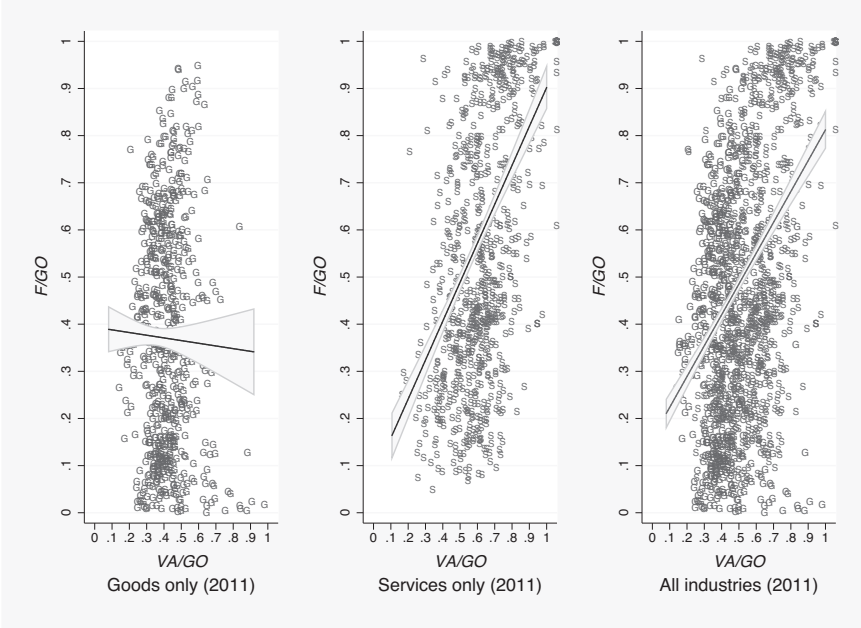 1
.9
.8
.7
.6
.5
.4
.3
.2
.1
0
F/GO
0 .1 .2 .3 .4 .5 .6 .7 .8 .9 1
VA/GO
Goods only (2011)
1
.9
.8
.7
.6
.5
.4
.3
.2
.1
0
F/GO
0 .1 .2 .3 .4 .5 .6 .7 .8 .9 1
VA/GO
Services only (2011)
1
.9
.8
.7
.6
.5
.4
.3
.2
.1
0
F/GO
0 .1 .2 .3 .4 .5 .6 .7 .8 .9 1
VA/GO
All industries (2011)